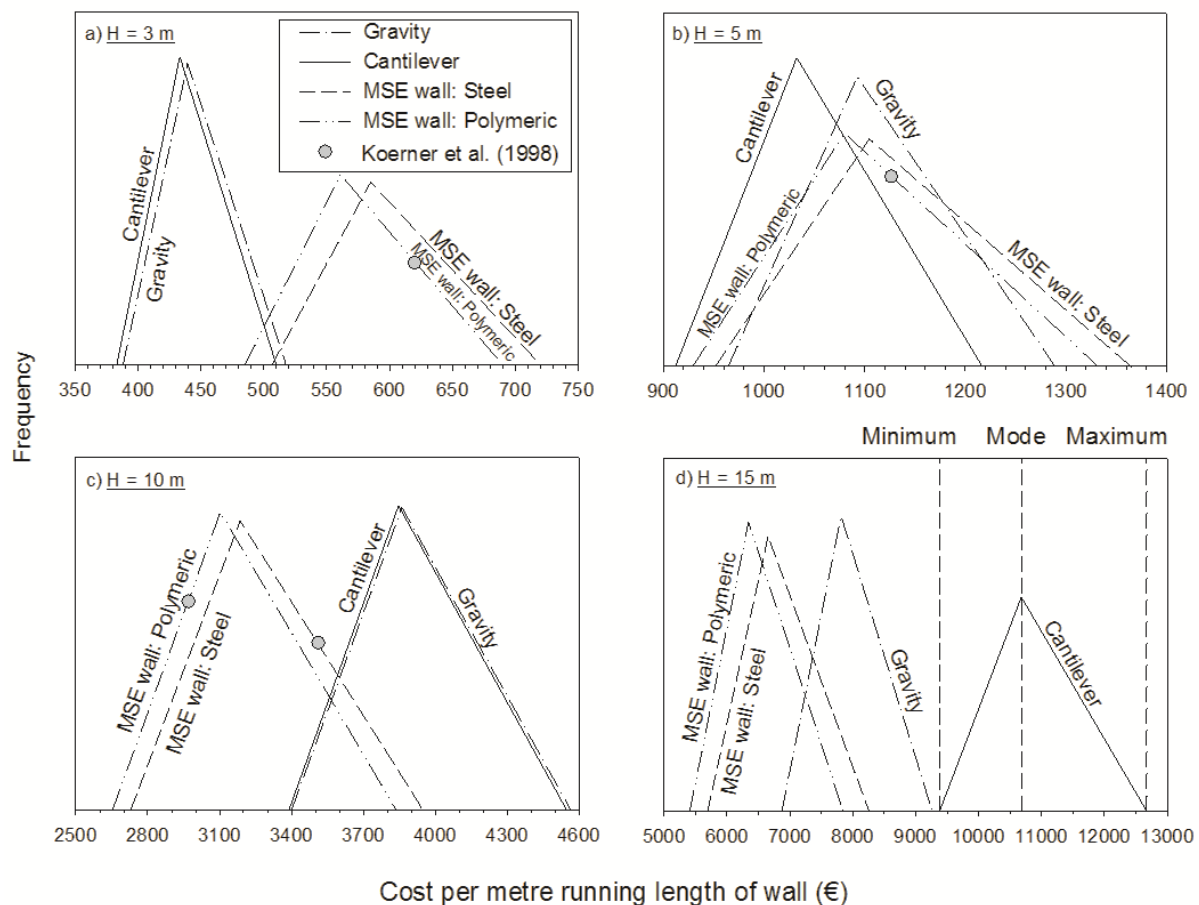 a) H = 3 m
Gravity
Cantilever
MSE wall: Steel
MSE wall: Polymeric
Koerner et al. (1998)
Cantilever
Gravity
MSE wall: Steel
MSE wall: Polymeric
350 400 450 500 550 600 650 700 750
b) H = 5 m
Cantilever
Gravity
MSE wall: Polymeric
MSE wall: Steel
900 1000 1100 1200 1300 1400
Frequency
c) H = 10 m
MSE wall: Polymeric
MSE wall: Steel
Cantilever
Gravity
2500 2800 3100 3400 3700 4000 4300 4600
Minimum Mode Maximum
d) H = 15 m
MSE wall: Polymeric
MSE wall: Steel
Gravity
Cantilever
5000 6000 7000 8000 9000 10000 11000 12000 13000
Cost per metre running length of wall (€)